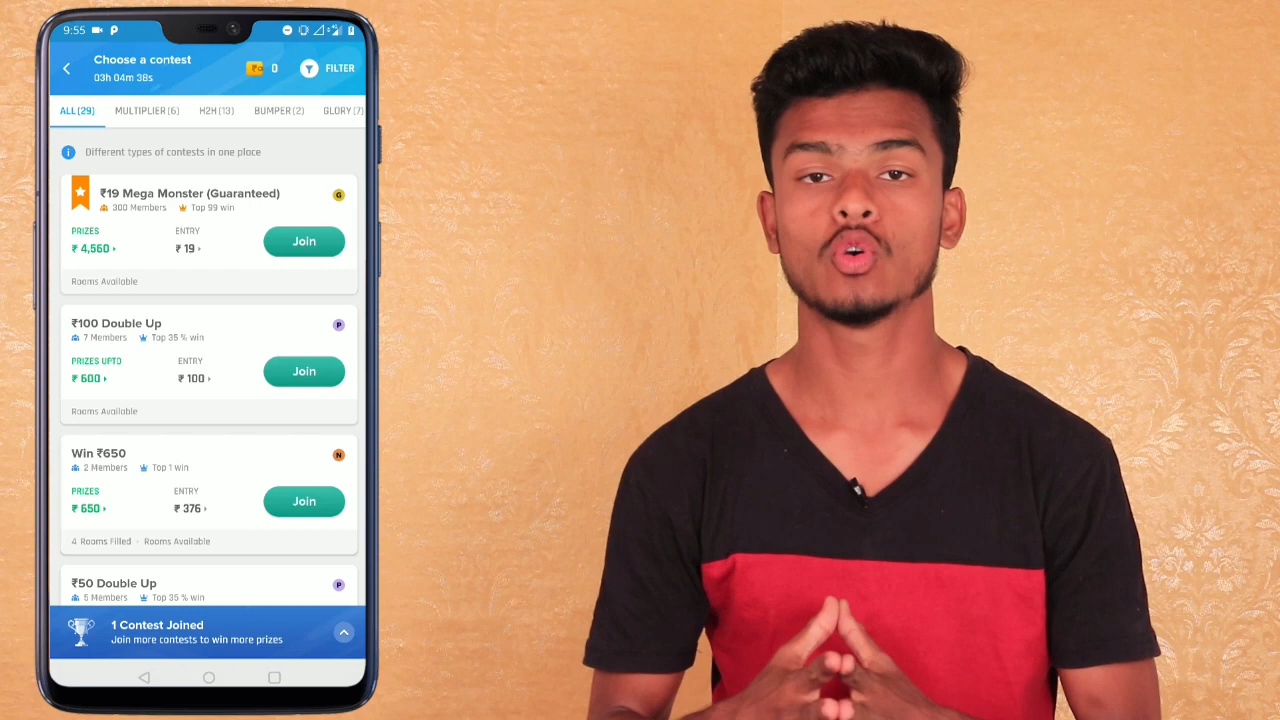 9:55
Choose a contest
03h 04m 38s
0
FILTER
ALL (29) MULTIPLIER (6) H2H (13) BUMPER (2) GLORY (7)
Different types of contests in one place
₹19 Mega Monster (Guaranteed) G
300 Members Top 99 win
PRIZES ENTRY
₹ 4,560 ₹ 19 Join
Rooms Available
₹100 Double Up P
7 Members Top 35 % win
PRIZES UPTO ENTRY
₹ 600 ₹ 100 Join
Rooms Available
Win ₹650 N
2 Members Top 1 win
PRIZES ENTRY
₹ 650 ₹ 376 Join
4 Rooms Filled · Rooms Available
₹50 Double Up P
5 Members Top 35 % win
1 Contest Joined
Join more contests to win more prizes